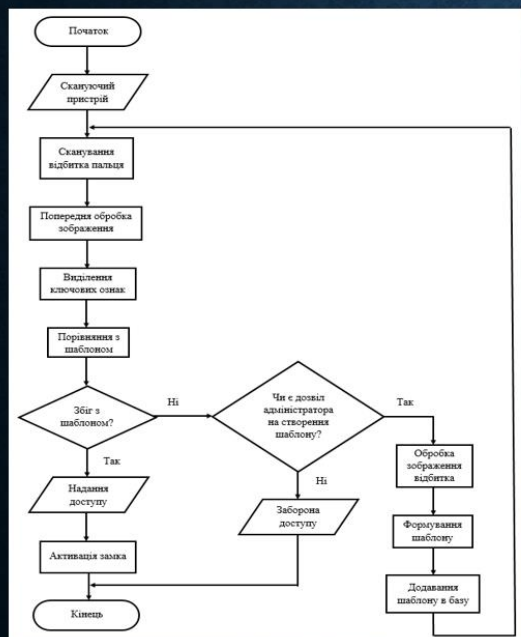 Початок
Скануючий
пристрій
Сканування
відбитка пальця
Попередня обробка
зображення
Виділення
ключових ознак
Порівняння з
шаблоном
Збіг з
шаблоном?
Ні
Так
Чи є дозвіл
адміністратора
на створення
шаблону?
Так
Ні
Надання
доступу
Заборона
доступу
Обробка
зображення
відбитка
Формування
шаблону
Додавання
шаблону в базу
Активація замка
Кінець